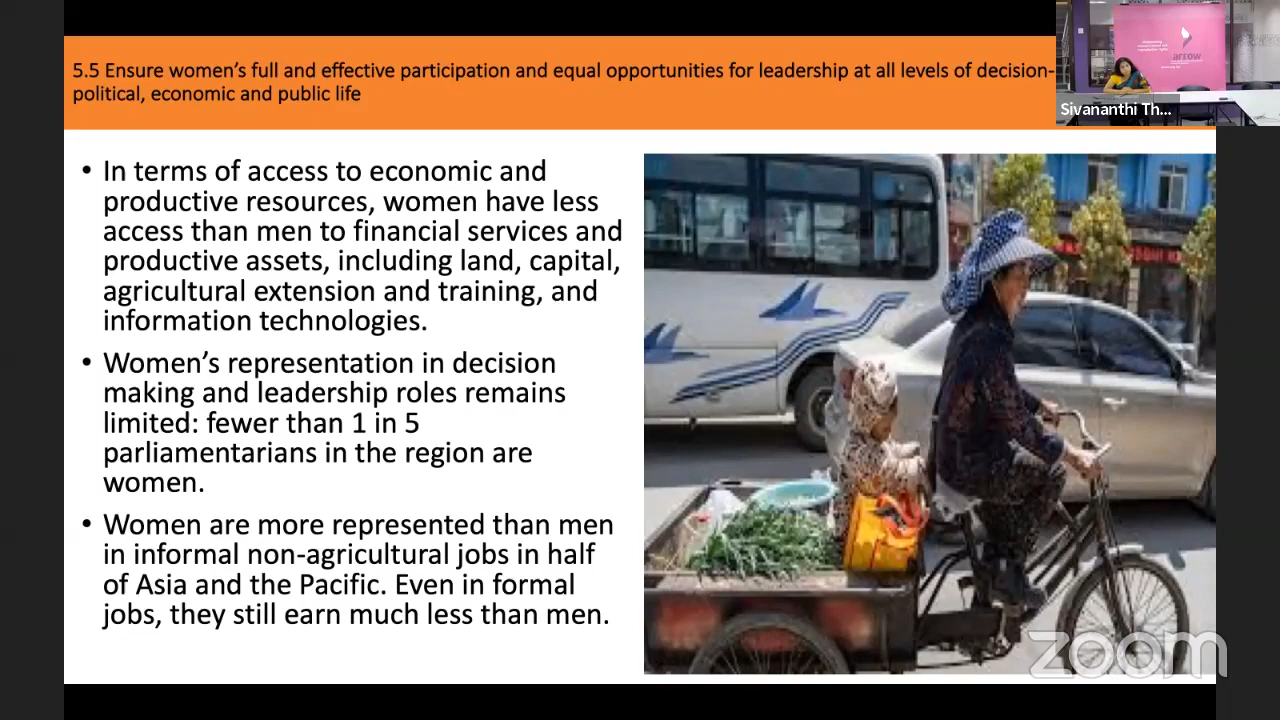 5.5 Ensure women's full and effective participation and equal opportunities for leadership at all levels of decision-
political, economic and public life
arrow
Sivananthi Th...
• In terms of access to economic and
productive resources, women have less
access than men to financial services and
productive assets, including land, capital,
agricultural extension and training, and
information technologies.
• Women's representation in decision
making and leadership roles remains
limited: fewer than 1 in 5
parliamentarians in the region are
women.
• Women are more represented than men
in informal non-agricultural jobs in half
of Asia and the Pacific. Even in formal
jobs, they still earn much less than men.
zoom